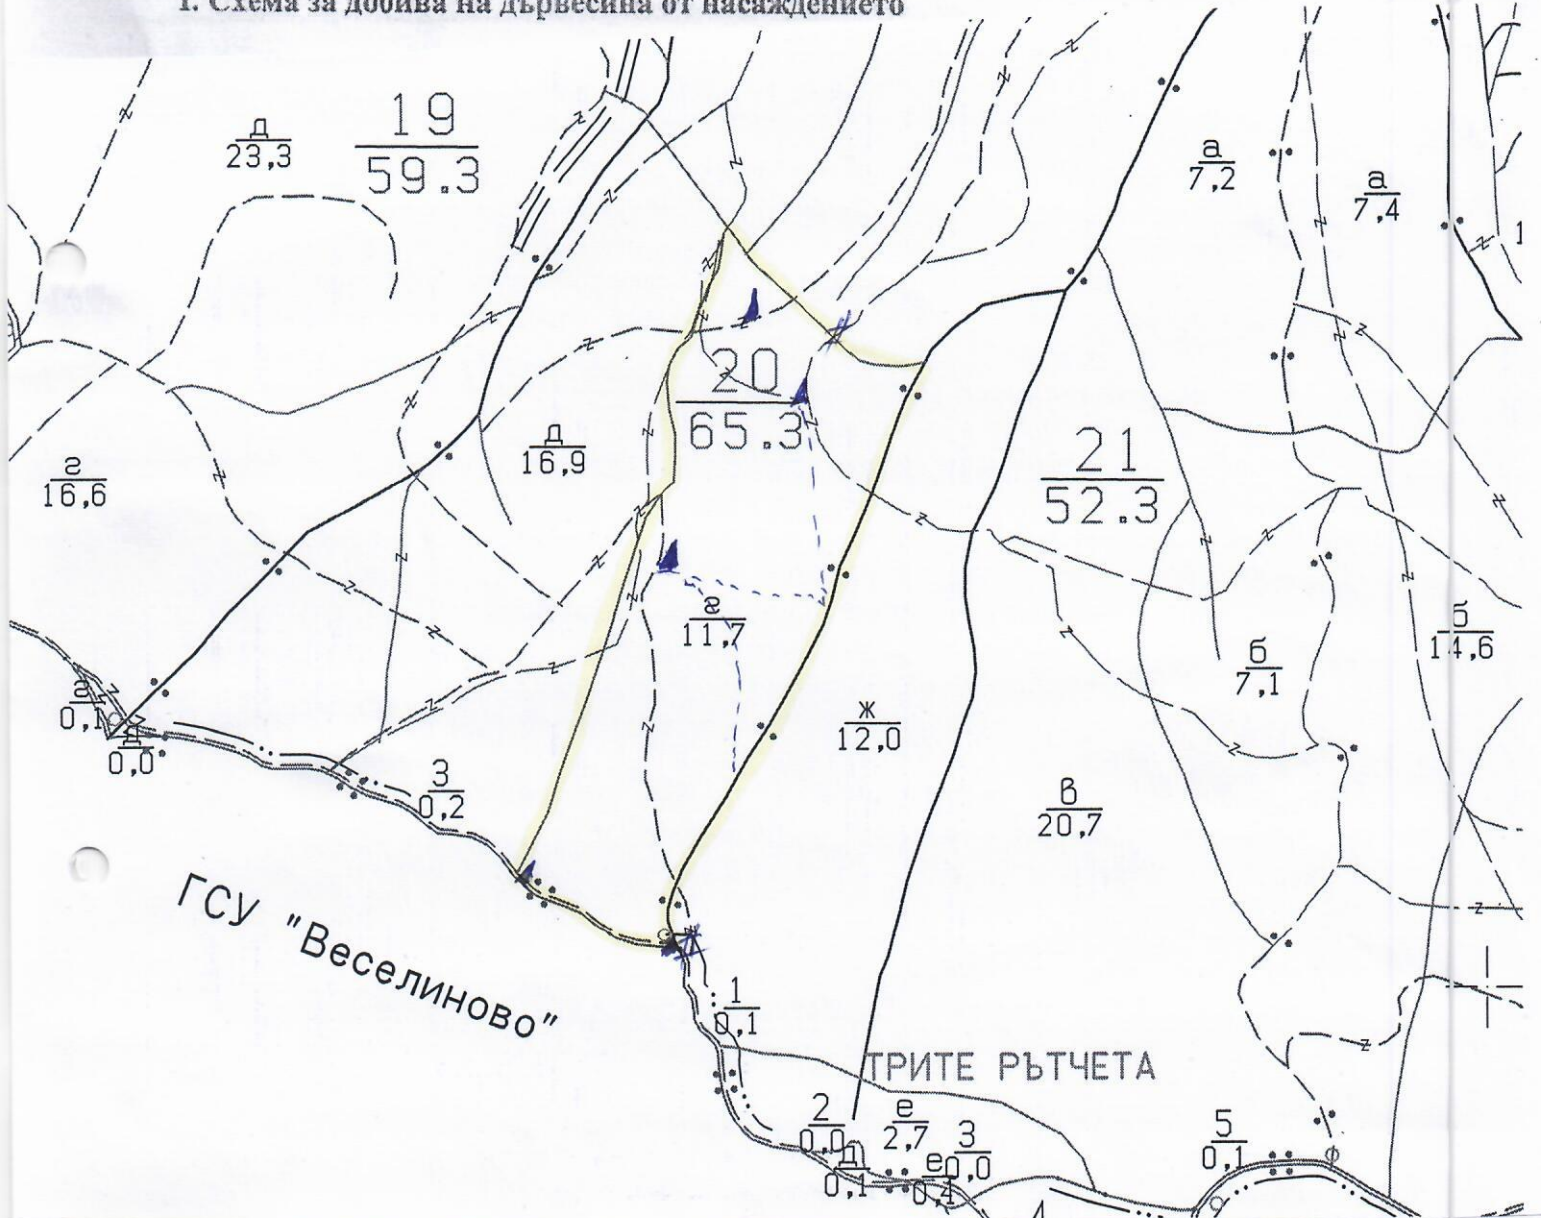 1. Схема за добива на дървесина от насаждението
19
59.3
д
23,3
а
7,2
а
7,4
1
20
65.3
д
16,9
г
16,6
21
52.3
г
11,7
б
14,6
б
7,1
а
0,1
д
0,0
ж
12,0
3
0,2
в
20,7
ГСУ "Веселиново"
1
0,1
ТРИТЕ РЪТЧЕТА
2
0,0
е
2,7
3
0,0
5
0,1
д
0,1
е
0,4
4